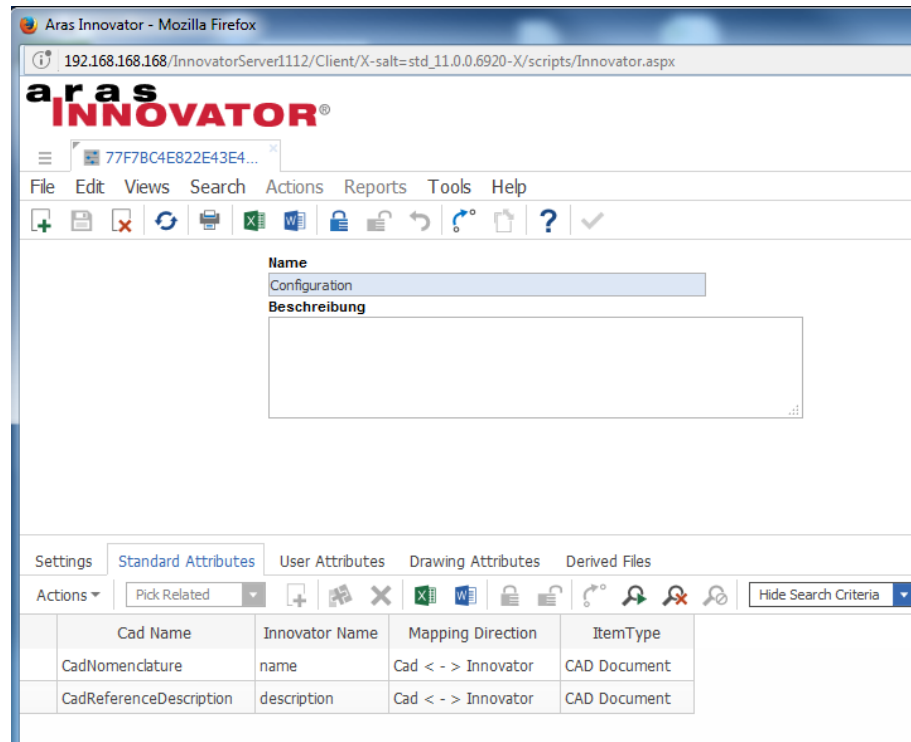 Aras Innovator - Mozilla Firefox
192.168.168.168/InnovatorServer1112/Client/X-salt=std_11.0.0.6920-X/scripts/Innovator.aspx
aras
INNOVATOR®
77F7BC4E822E43E4...
File Edit Views Search Actions Reports Tools Help
Name
Configuration
Beschreibung
Settings Standard Attributes User Attributes Drawing Attributes Derived Files
Actions Pick Related Hide Search Criteria
Cad Name Innovator Name Mapping Direction ItemType
CadNomenclature name Cad < - > Innovator CAD Document
CadReferenceDescription description Cad < - > Innovator CAD Document